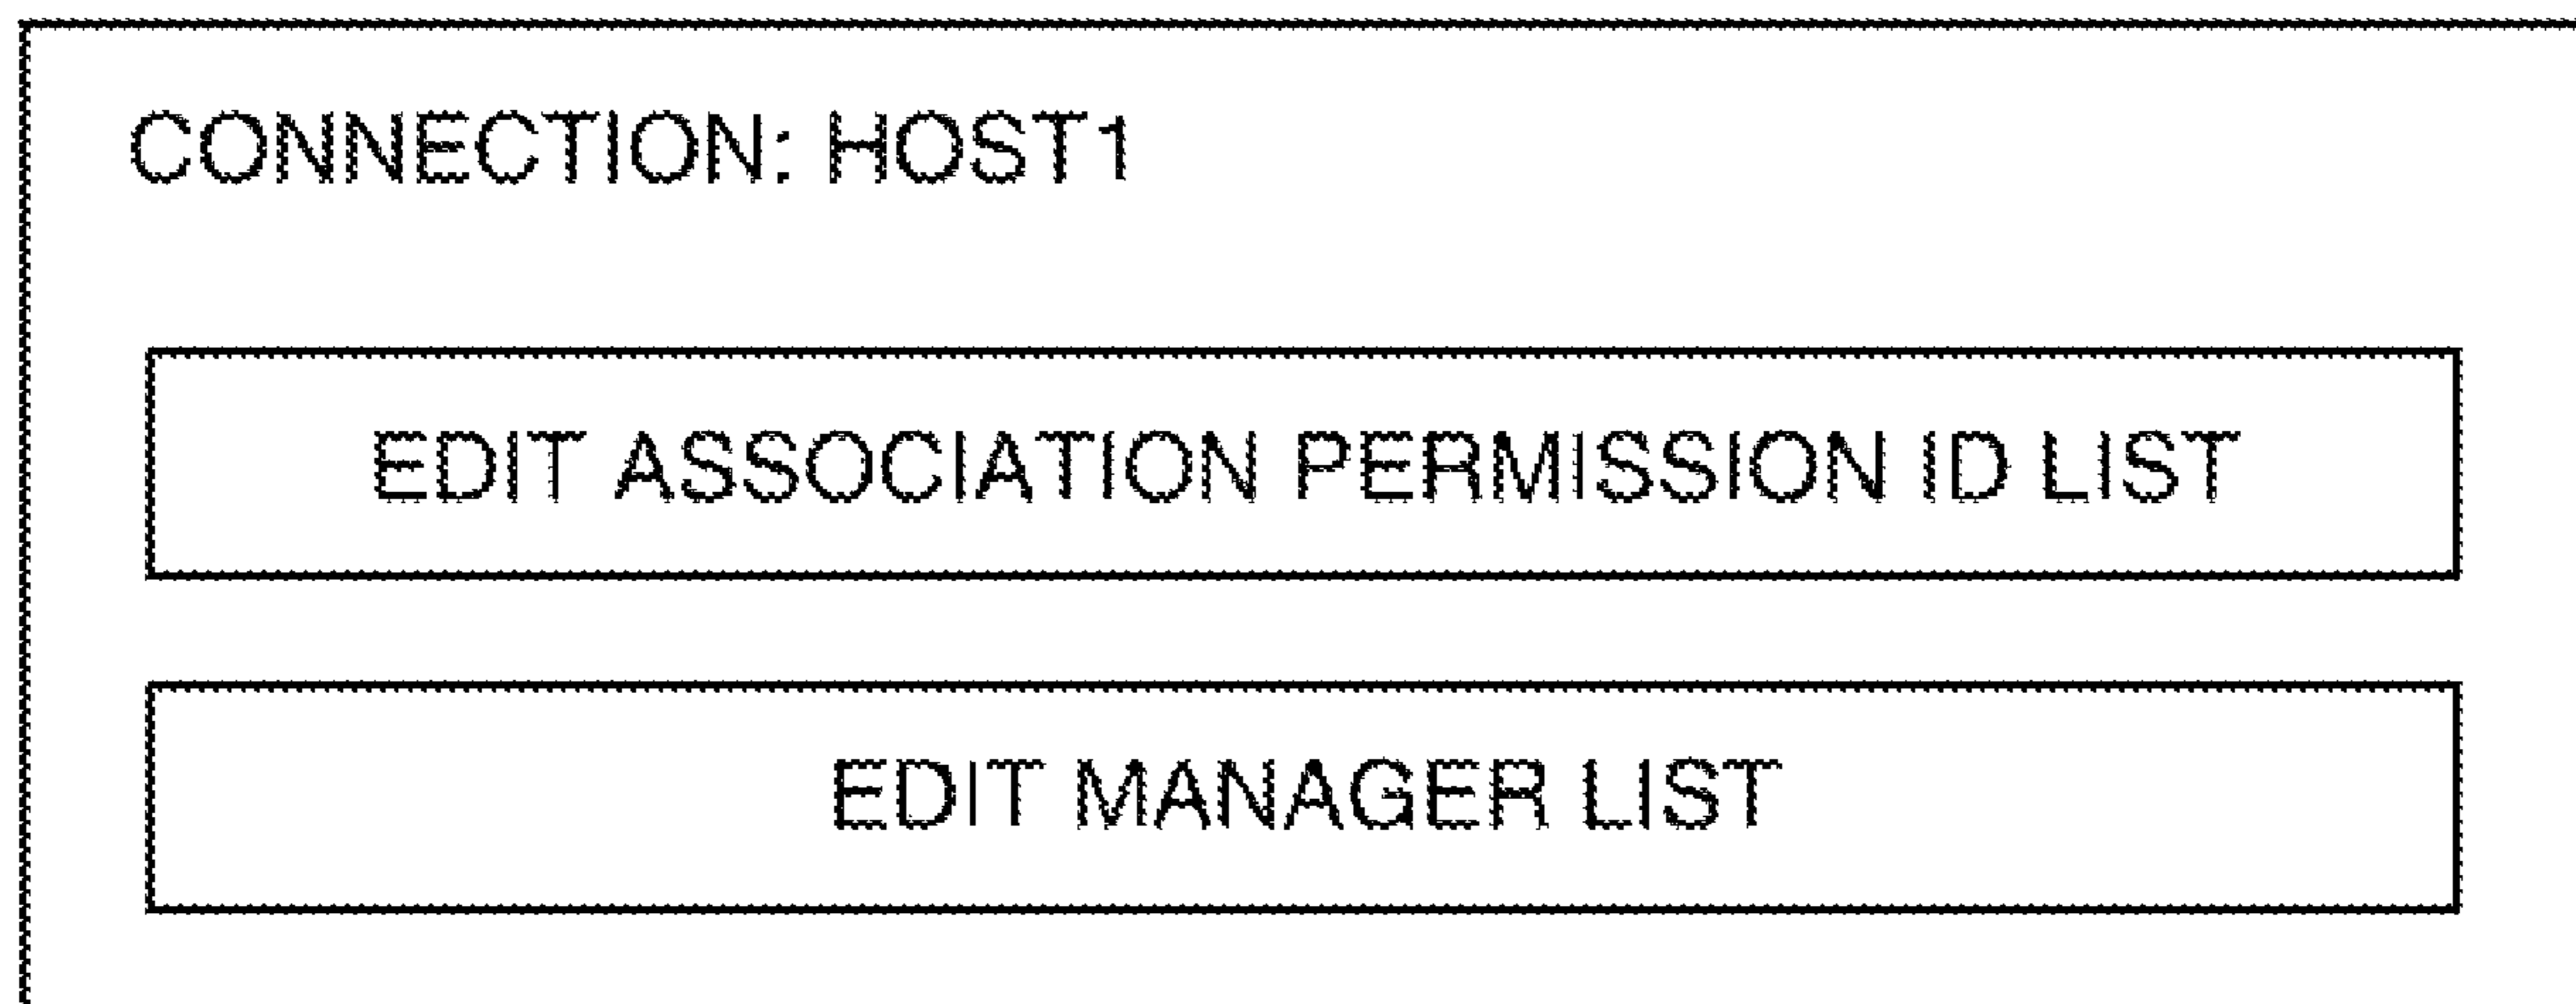 CONNECTION: HOST1
EDIT ASSOCIATION PERMISSION ID LIST
EDIT MANAGER LIST